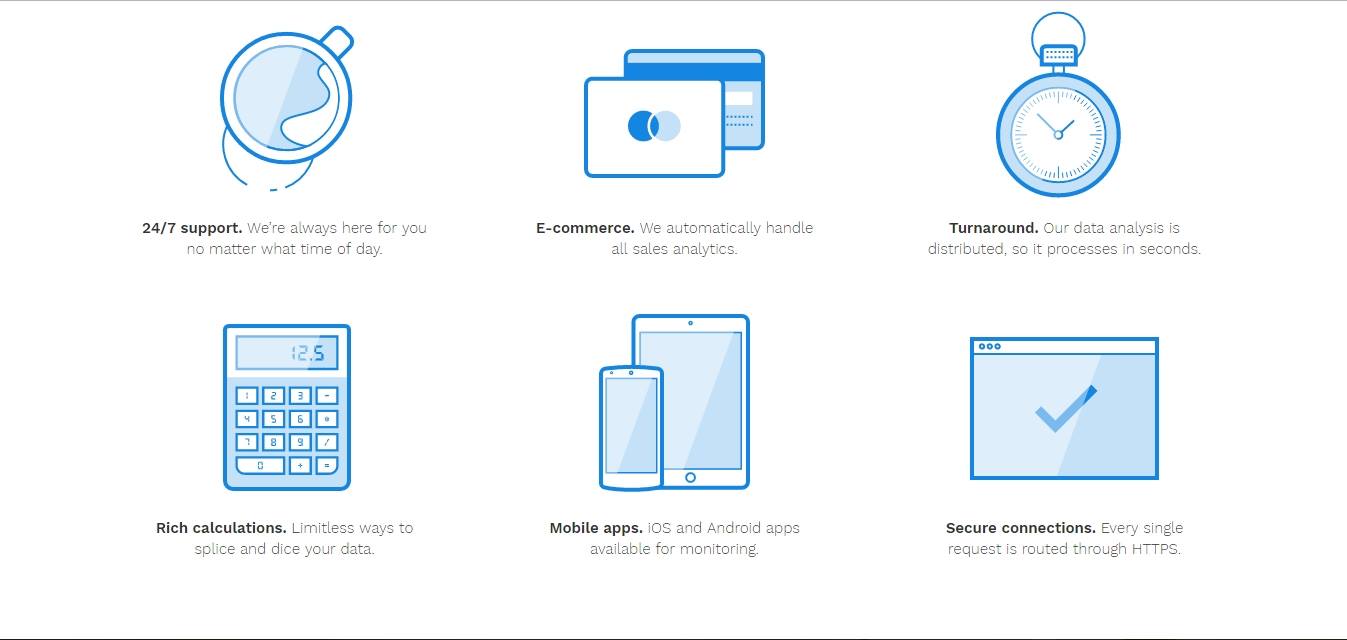 24/7 support. We're always here for you
no matter what time of day.
E-commerce. We automatically handle
all sales analytics.
Turnaround. Our data analysis is
distributed, so it processes in seconds.
12.5
1 2 3 -
4 5 6 *
7 8 9 /
0 + =
Rich calculations. Limitless ways to
splice and dice your data.
Mobile apps. iOS and Android apps
available for monitoring.
Secure connections. Every single
request is routed through HTTPS.